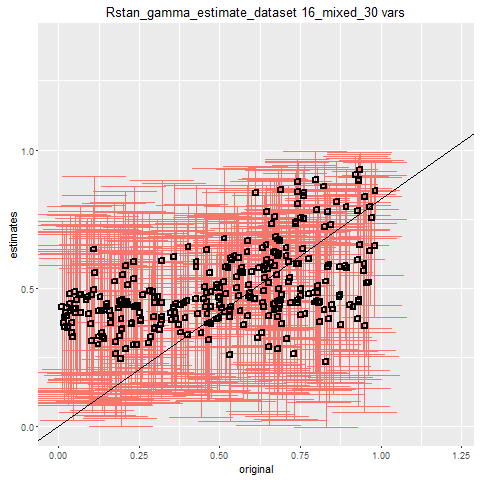 Rstan_gamma_estimate_dataset 16_mixed_30 vars
1.0
estimates
0.5
0.0
0.00 0.25 0.50 0.75 1.00 1.25
original